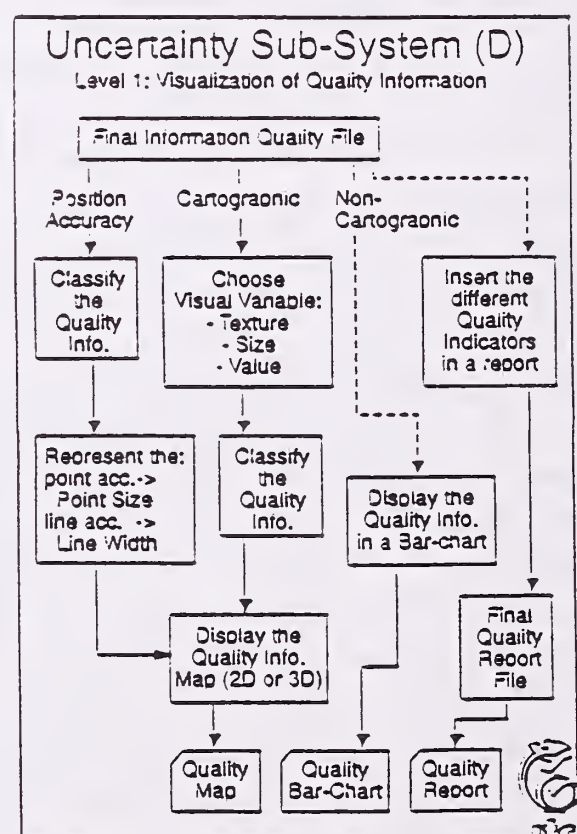 Uncertainty Sub-System (D)
Level 1: Visualization of Quality Information
Final Information Quality File
Position
Accuracy
Cartographic
Non-
Cartographic
Classify
the
Quality
Info.
Choose
Visual Variable:
- Texture
- Size
- Value
Insert the
different
Quality
Indicators
in a report
Represent the:
point acc.->
Point Size
line acc. ->
Line Width
Classify
the
Quality
Info.
Display the
Quality Info.
in a Bar-chart
Display the
Quality Info.
Map (2D or 3D)
Final
Quality
Report
File
Quality
Map
Quality
Bar-Chart
Quality
Report